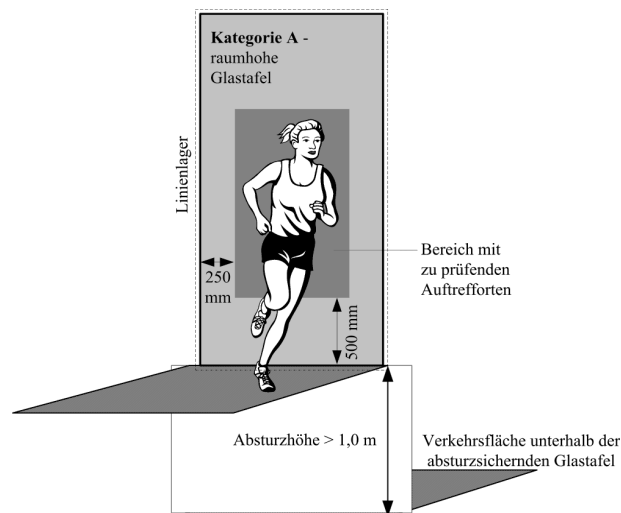 Kategorie A -
raumhohe
Glastafel
Linienlager
250
mm
Bereich mit
zu prüfenden
Auftrefforten
500 mm
Absturzhöhe > 1,0 m
Verkehrsfläche unterhalb der
absturzsichernden Glastafel